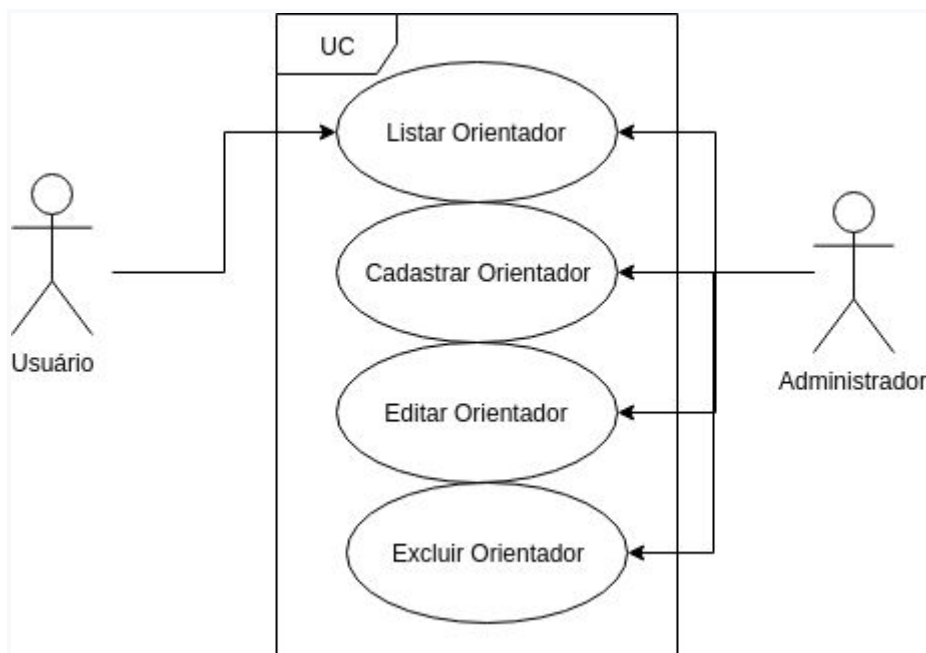 UC
Listar Orientador
Cadastrar Orientador
Usuário
Administrador
Editar Orientador
Excluir Orientador